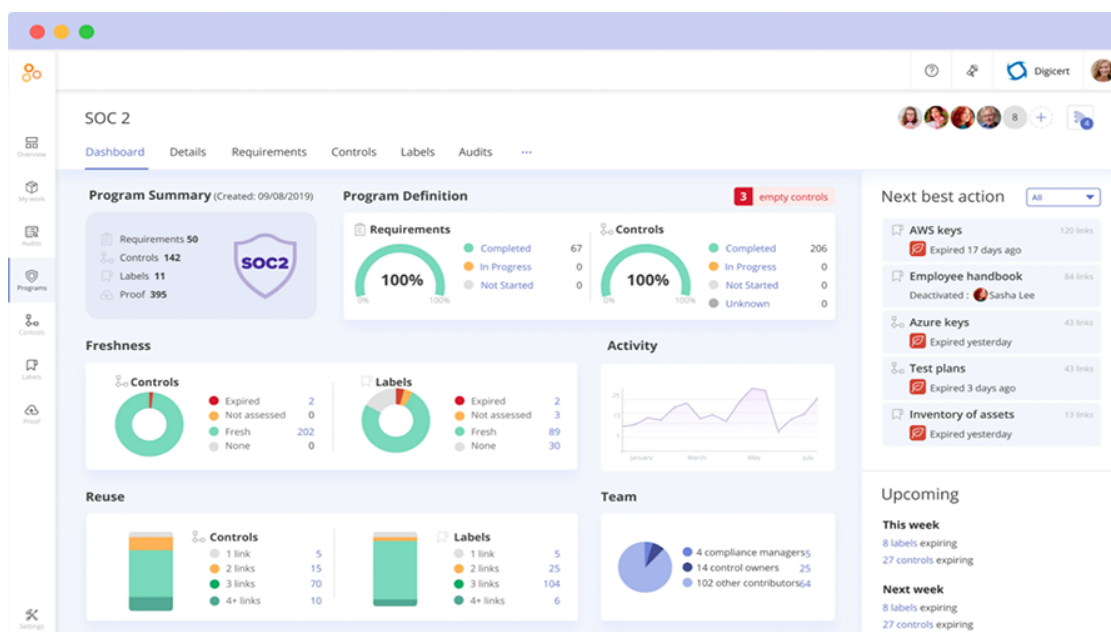 Digicert
SOC 2
8
4
Dashboard Details Requirements Controls Labels Audits ...
Overview
My work
Audits
Programs
Controls
Labels
Proof
Settings
Program Summary (Created: 09/08/2019)
Requirements 50
Controls 142
Labels 11
Proof 395
SOC2
Program Definition
3 empty controls
Requirements
100%
0% 100%
Completed 67
In Progress 0
Not Started 0
Controls
100%
0% 100%
Completed 206
In Progress 0
Not Started 0
Unknown 0
Freshness
Controls
Expired 2
Not assessed 0
Fresh 202
None 0
Labels
Expired 2
Not assessed 3
Fresh 89
None 30
Activity
25
15
5
January March May July
Reuse
Controls
1 link 5
2 links 15
3 links 70
4+ links 10
Labels
1 link 5
2 links 25
3 links 104
4+ links 6
Team
4 compliance managers 5
14 control owners 25
102 other contributors 64
Next best action All
AWS keys 120 links
Expired 17 days ago
Employee handbook 84 links
Deactivated : Sasha Lee
Azure keys 43 links
Expired yesterday
Test plans 43 links
Expired 3 days ago
Inventory of assets 13 links
Expired yesterday
Upcoming
This week
8 labels expiring
27 controls expiring
Next week
8 labels expiring
27 controls expiring